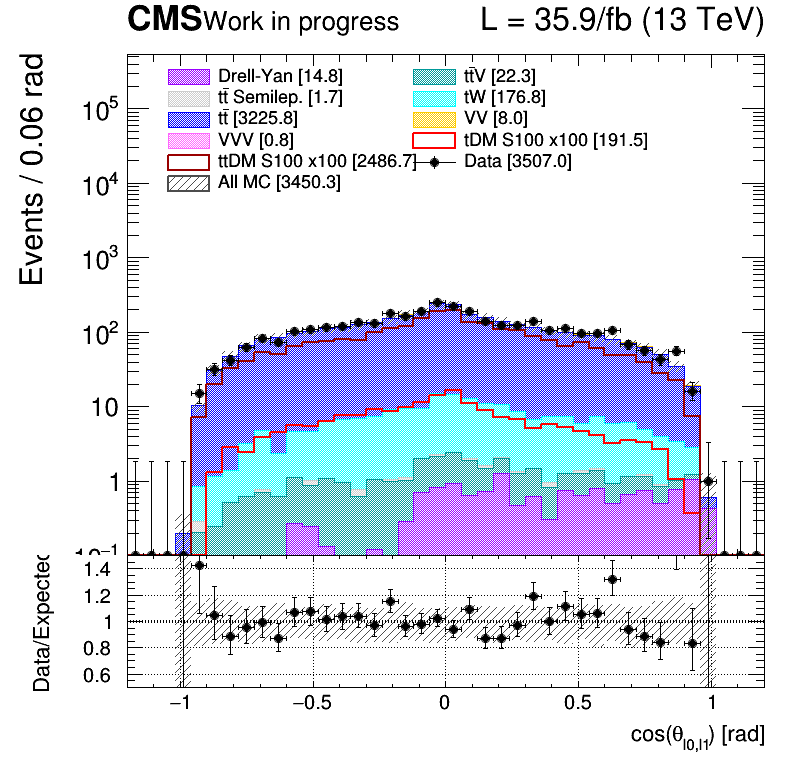 CMS Work in progress L = 35.9/fb (13 TeV)
Drell-Yan [14.8] tt̄V [22.3]
tt̄ Semilep. [1.7] tW [176.8]
tt̄ [3225.8] VV [8.0]
VVV [0.8] tDM S100 x100 [191.5]
ttDM S100 x100 [2486.7] Data [3507.0]
All MC [3450.3]
Events / 0.06 rad
10⁵
10⁴
10³
10²
10
1
10⁻¹
Data/Expected
1.4
1.2
1
0.8
0.6
−1 −0.5 0 0.5 1
cos(θl0,l1) [rad]